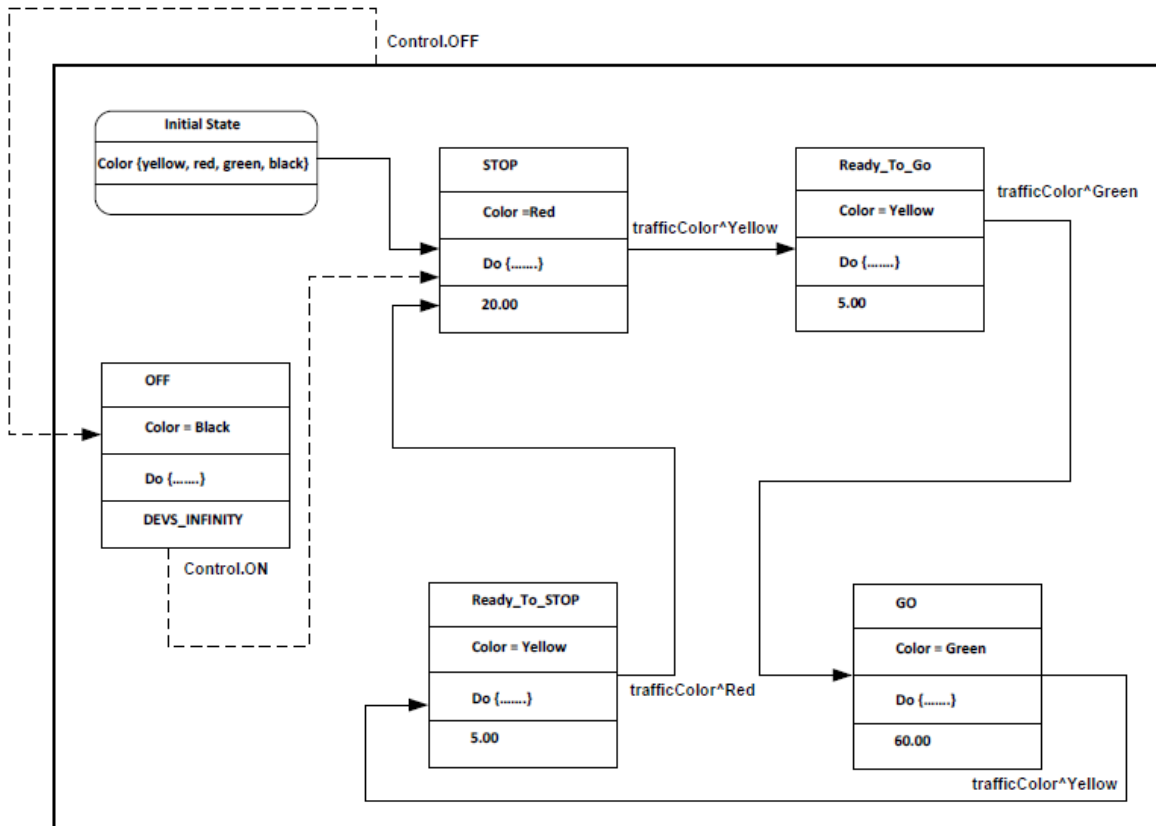 Control.OFF
Initial State
Color {yellow, red, green, black}
STOP
Color =Red
Do {.......}
20.00
trafficColor^Yellow
Ready_To_Go
Color = Yellow
Do {.......}
5.00
trafficColor^Green
OFF
Color = Black
Do {.......}
DEVS_INFINITY
Control.ON
Ready_To_STOP
Color = Yellow
Do {.......}
5.00
trafficColor^Red
GO
Color = Green
Do {.......}
60.00
trafficColor^Yellow